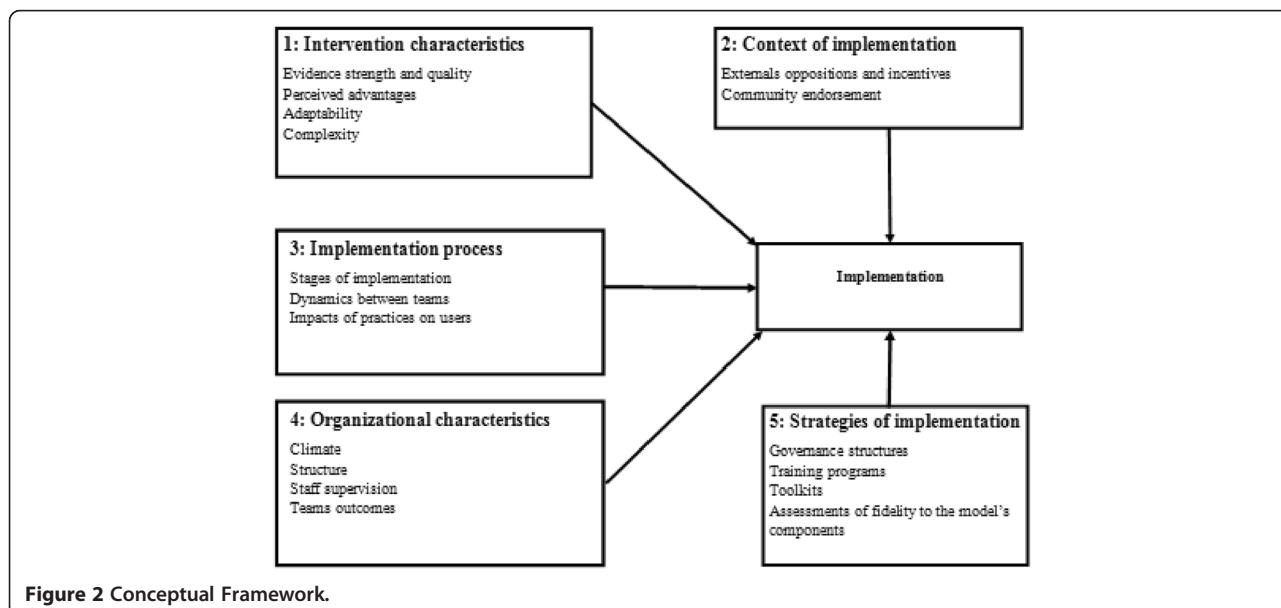 1: Intervention characteristics
Evidence strength and quality
Perceived advantages
Adaptability
Complexity
2: Context of implementation
Externals oppositions and incentives
Community endorsement
3: Implementation process
Stages of implementation
Dynamics between teams
Impacts of practices on users
Implementation
4: Organizational characteristics
Climate
Structure
Staff supervision
Teams outcomes
5: Strategies of implementation
Governance structures
Training programs
Toolkits
Assessments of fidelity to the model's
components
Figure 2 Conceptual Framework.